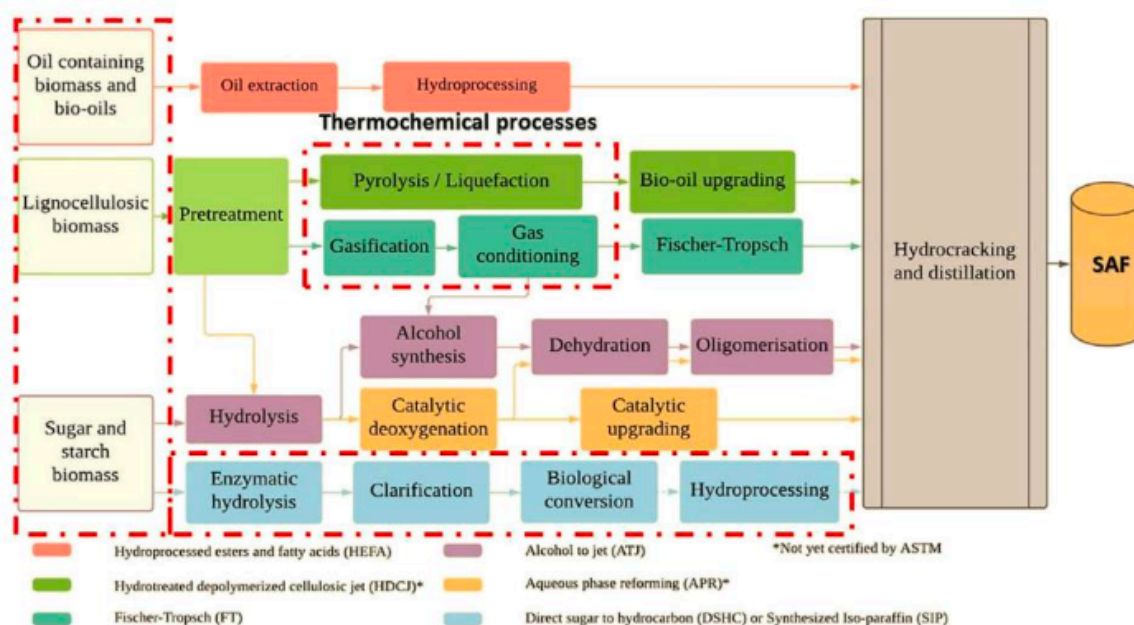 Oil containing
biomass and
bio-oils
Oil extraction
Hydroprocessing
Thermochemical processes
Lignocellulosic
biomass
Pretreatment
Pyrolysis / Liquefaction
Bio-oil upgrading
Gasification
Gas
conditioning
Fischer-Tropsch
Hydrocracking
and distillation
SAF
Alcohol
synthesis
Dehydration
Oligomerisation
Sugar and
starch
biomass
Hydrolysis
Catalytic
deoxygenation
Catalytic
upgrading
Enzymatic
hydrolysis
Clarification
Biological
conversion
Hydroprocessing
Hydroprocessed esters and fatty acids (HEFA)
Alcohol to jet (ATJ)
*Not yet certified by ASTM
Hydrotreated depolymerized cellulosic jet (HDCJ)*
Aqueous phase reforming (APR)*
Fischer-Tropsch (FT)
Direct sugar to hydrocarbon (DSHC) or Synthesized Iso-paraffin (SIP)